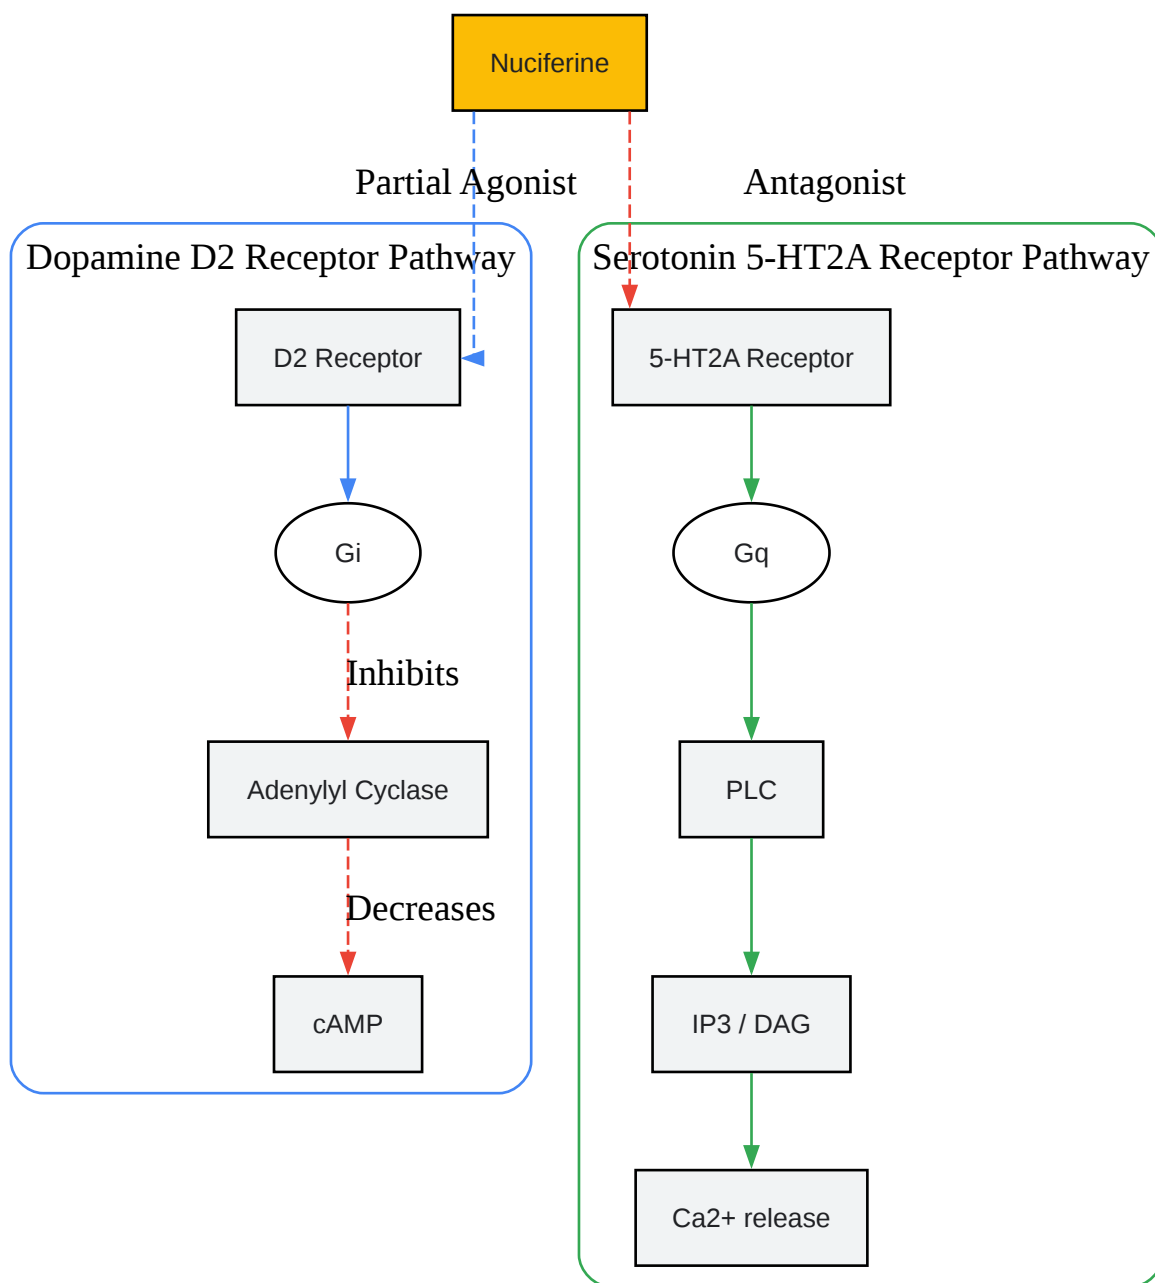 Nuciferine
Partial Agonist
Antagonist
Dopamine D2 Receptor Pathway
Serotonin 5-HT2A Receptor Pathway
D2 Receptor
5-HT2A Receptor
Gi
Gq
Inhibits
Adenylyl Cyclase
PLC
Decreases
cAMP
IP3 / DAG
Ca2+ release